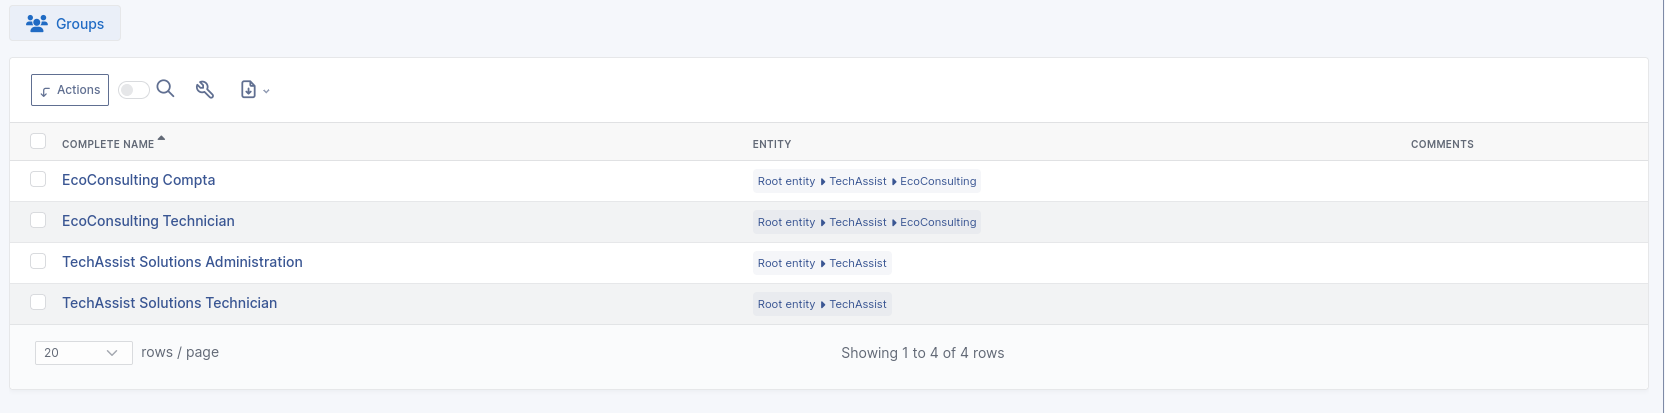 Groups
Actions
COMPLETE NAME ENTITY COMMENTS
EcoConsulting Compta Root entity TechAssist EcoConsulting
EcoConsulting Technician Root entity TechAssist EcoConsulting
TechAssist Solutions Administration Root entity TechAssist
TechAssist Solutions Technician Root entity TechAssist
20 rows / page Showing 1 to 4 of 4 rows